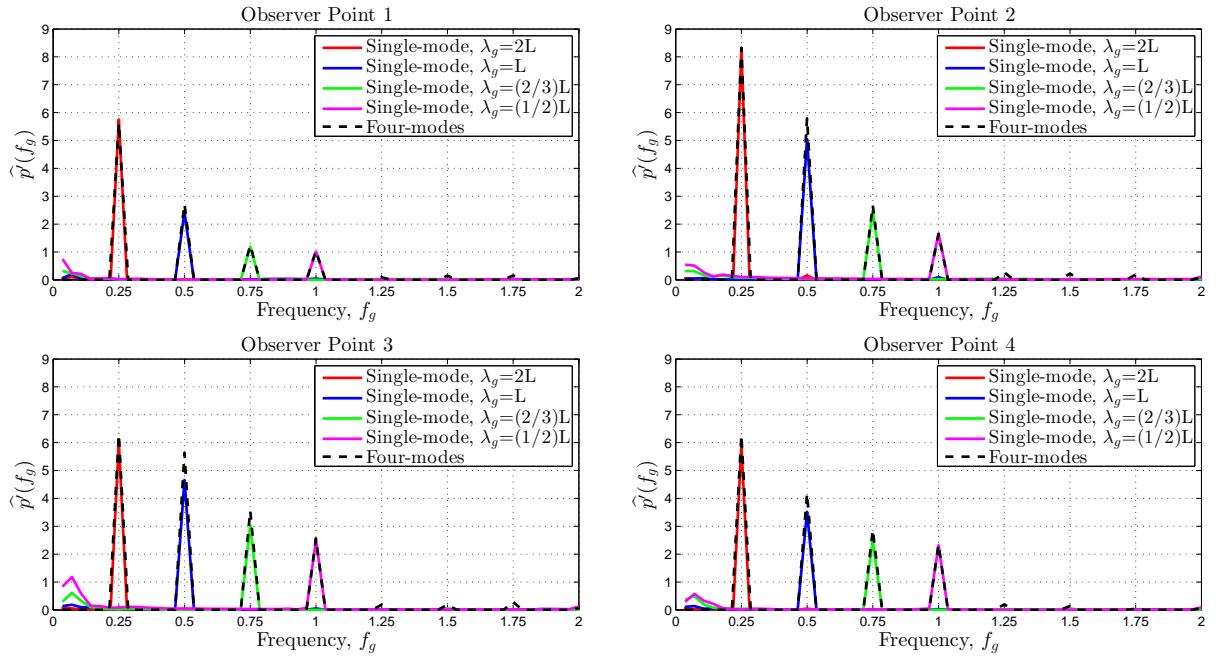 Observer Point 1
9
8
7
6
5
4
3
2
1
0
p̂′(f_g)
Single-mode, λ_g=2L
Single-mode, λ_g=L
Single-mode, λ_g=(2/3)L
Single-mode, λ_g=(1/2)L
Four-modes
0 0.25 0.5 0.75 1 1.25 1.5 1.75 2
Frequency, f_g
Observer Point 2
9
8
7
6
5
4
3
2
1
0
p̂′(f_g)
Single-mode, λ_g=2L
Single-mode, λ_g=L
Single-mode, λ_g=(2/3)L
Single-mode, λ_g=(1/2)L
Four-modes
0 0.25 0.5 0.75 1 1.25 1.5 1.75 2
Frequency, f_g
Observer Point 3
9
8
7
6
5
4
3
2
1
0
p̂′(f_g)
Single-mode, λ_g=2L
Single-mode, λ_g=L
Single-mode, λ_g=(2/3)L
Single-mode, λ_g=(1/2)L
Four-modes
0 0.25 0.5 0.75 1 1.25 1.5 1.75 2
Frequency, f_g
Observer Point 4
9
8
7
6
5
4
3
2
1
0
p̂′(f_g)
Single-mode, λ_g=2L
Single-mode, λ_g=L
Single-mode, λ_g=(2/3)L
Single-mode, λ_g=(1/2)L
Four-modes
0 0.25 0.5 0.75 1 1.25 1.5 1.75 2
Frequency, f_g